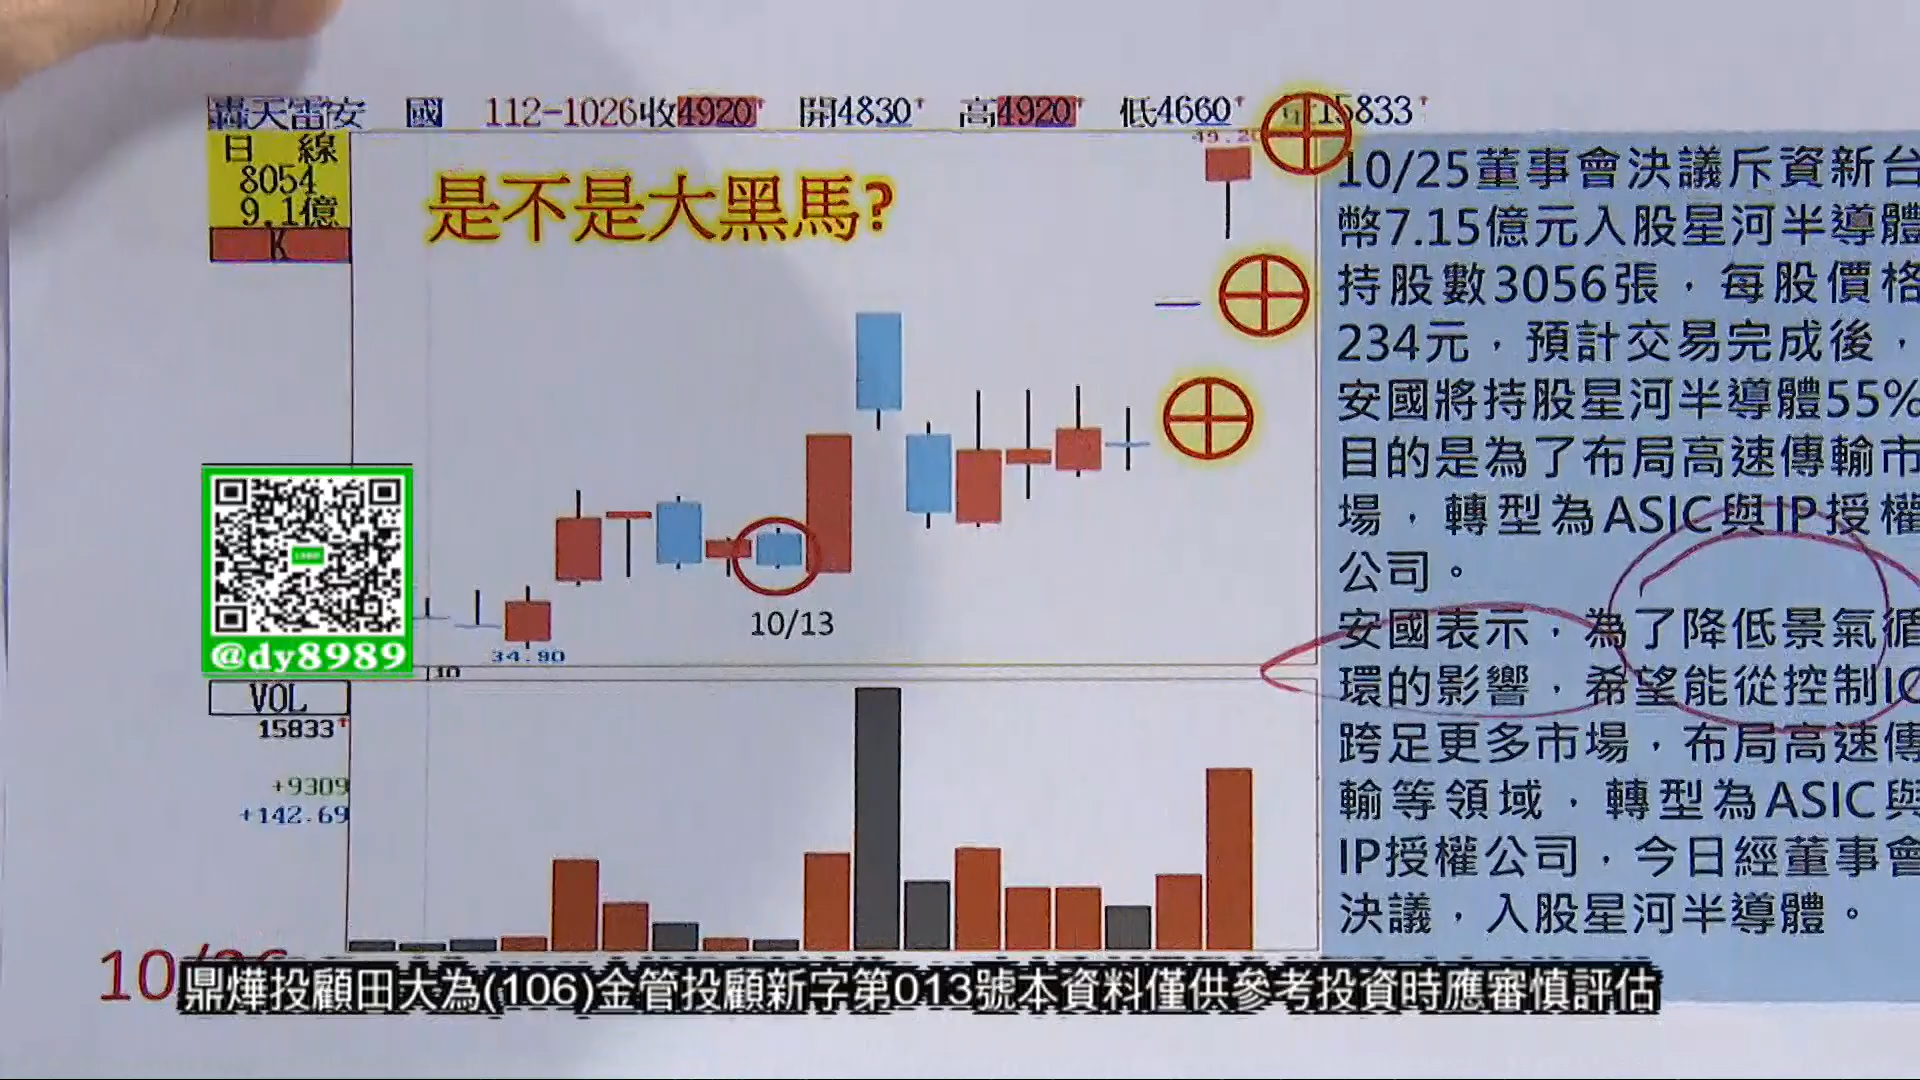 轟天雷安 國 112-1026收4920 開4830 高4920 低4660 15833
日 線
8054
9.1億
K
是不是大黑馬?
49.20
10/13
34.90
10
@dy8989
VOL
15833
+9309
+142.69
10/25董事會決議斥資新台
幣7.15億元入股星河半導體
持股數3056張，每股價格
234元，預計交易完成後，
安國將持股星河半導體55%
目的是為了布局高速傳輸市
場，轉型為ASIC與IP授權
公司。
安國表示，為了降低景氣循
環的影響，希望能從控制IC
跨足更多市場，布局高速傳
輸等領域，轉型為ASIC與
IP授權公司，今日經董事會
決議，入股星河半導體。
10/26
鼎燁投顧田大為(106)金管投顧新字第013號本資料僅供參考投資時應審慎評估